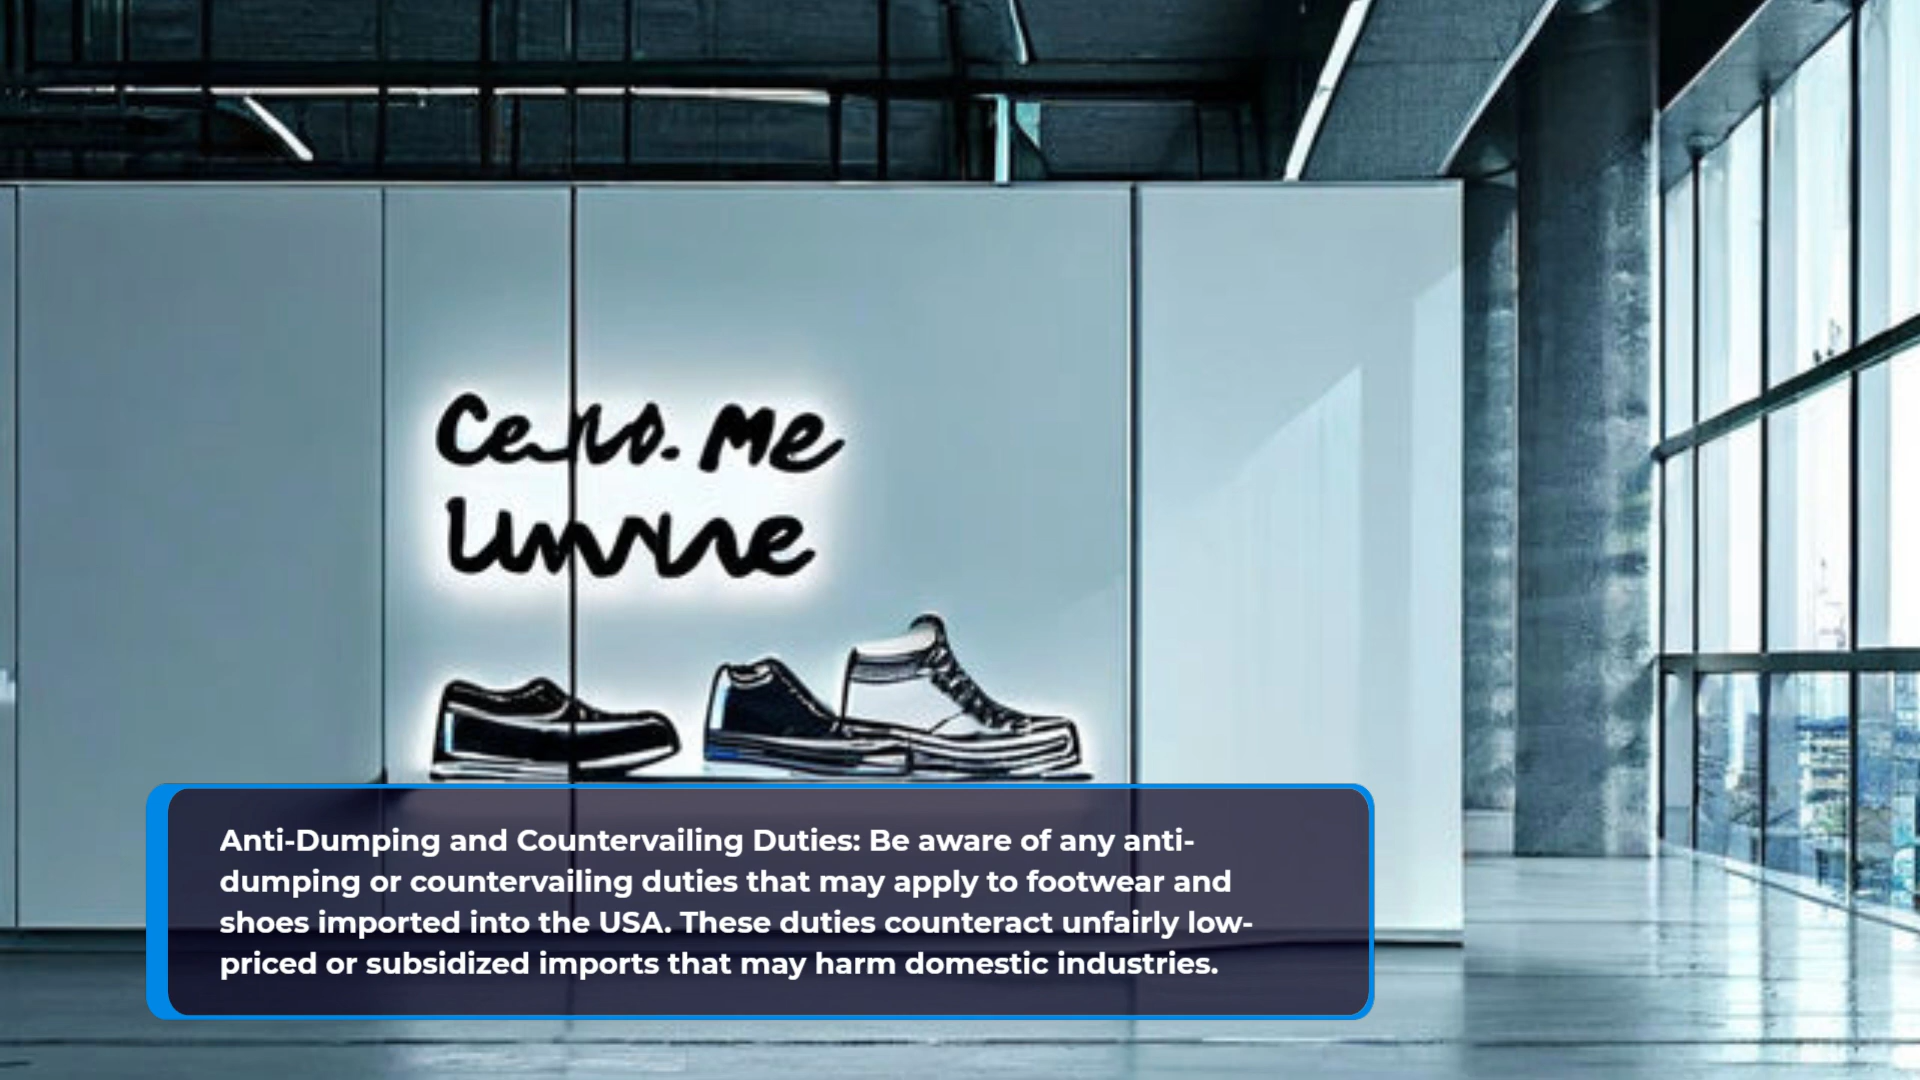 Anti-Dumping and Countervailing Duties: Be aware of any anti-
dumping or countervailing duties that may apply to footwear and
shoes imported into the USA. These duties counteract unfairly low-
priced or subsidized imports that may harm domestic industries.